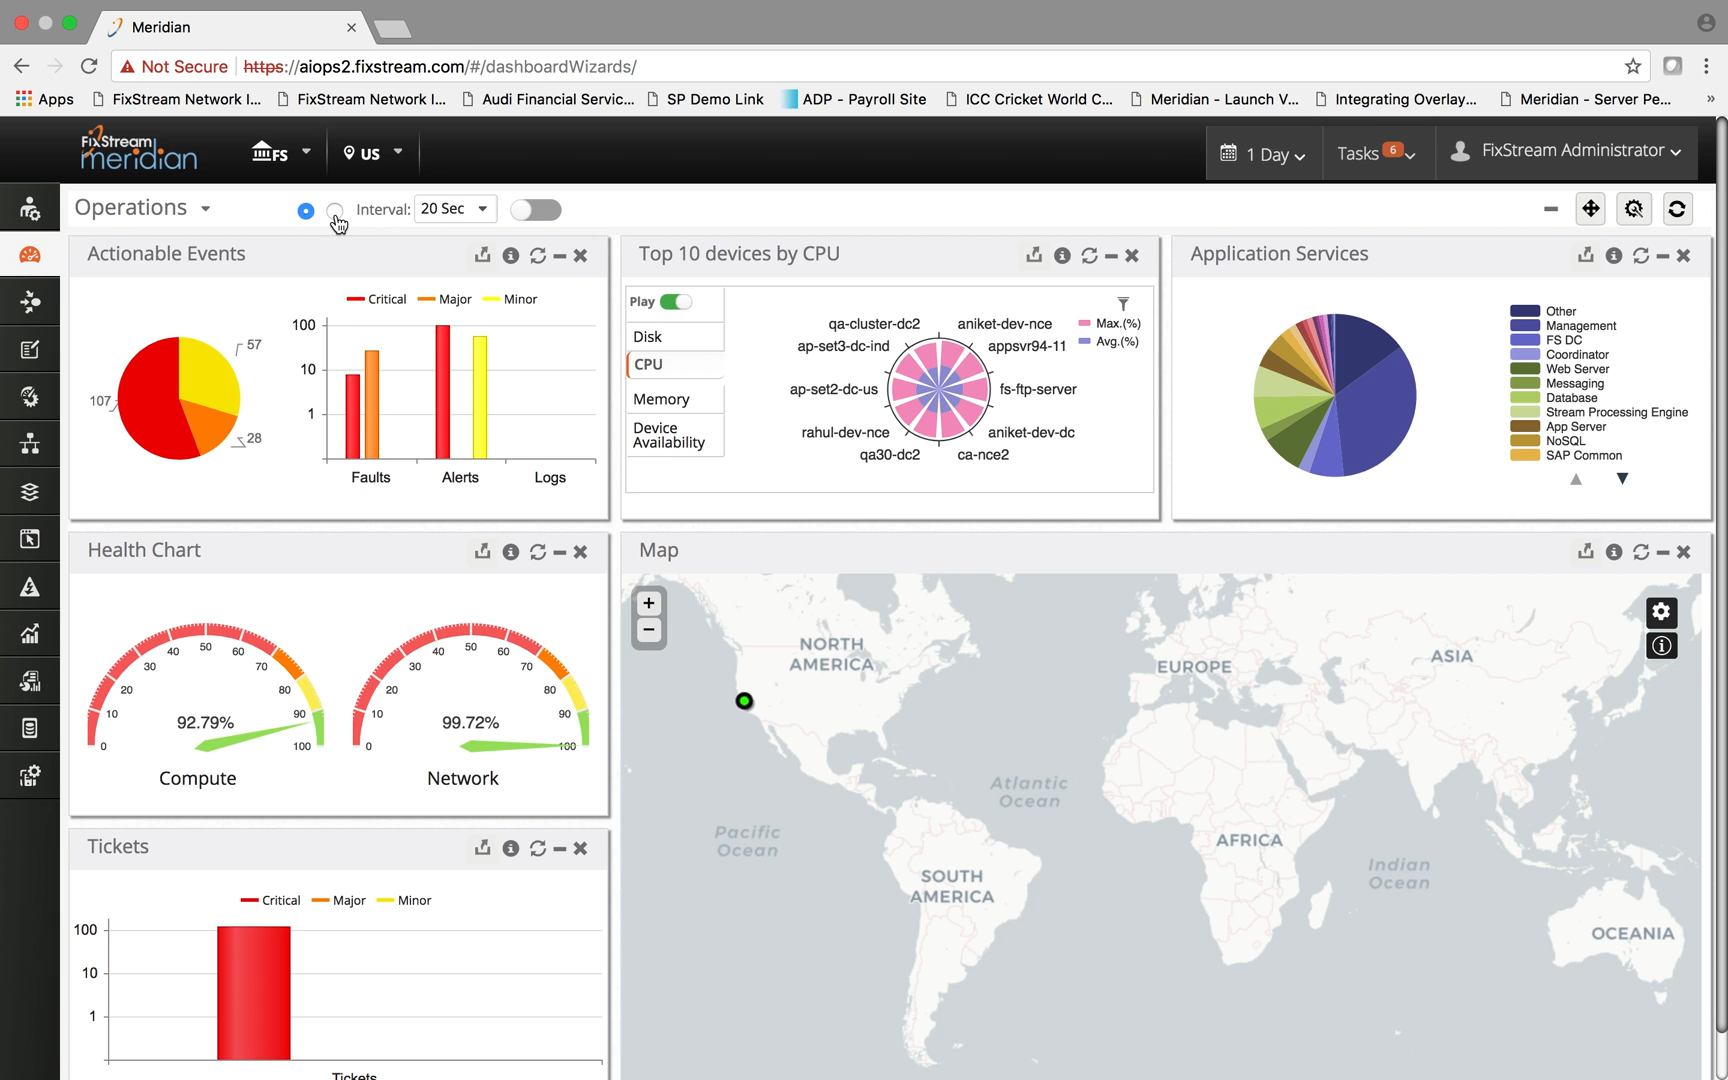 Meridian
Not Secure https://aiops2.fixstream.com/#/dashboardWizards/
Apps FixStream Network I... FixStream Network I... Audi Financial Servic... SP Demo Link ADP - Payroll Site ICC Cricket World C... Meridian - Launch V... Integrating Overlay... Meridian - Server Pe... »
FixStream
meridian
FS
US
1 Day
Tasks 6
FixStream Administrator
Operations
Interval: 20 Sec
Actionable Events
Critical Major Minor
57
107
28
100
10
1
Faults Alerts Logs
Top 10 devices by CPU
Play
Disk
CPU
Memory
Device
Availability
Max.(%)
Avg.(%)
qa-cluster-dc2 aniket-dev-nce
ap-set3-dc-ind appsvr94-11
ap-set2-dc-us fs-ftp-server
rahul-dev-nce aniket-dev-dc
qa30-dc2 ca-nce2
Application Services
Other
Management
FS DC
Coordinator
Web Server
Messaging
Database
Stream Processing Engine
App Server
NoSQL
SAP Common
Health Chart
0 10 20 30 40 50 60 70 80 90 100
92.79%
Compute
0 10 20 30 40 50 60 70 80 90 100
99.72%
Network
Map
+
−
NORTH
AMERICA
EUROPE
ASIA
Atlantic
Ocean
Pacific
Ocean
AFRICA
SOUTH
AMERICA
Indian
Ocean
OCEANIA
Tickets
Critical Major Minor
100
10
1
Tickets